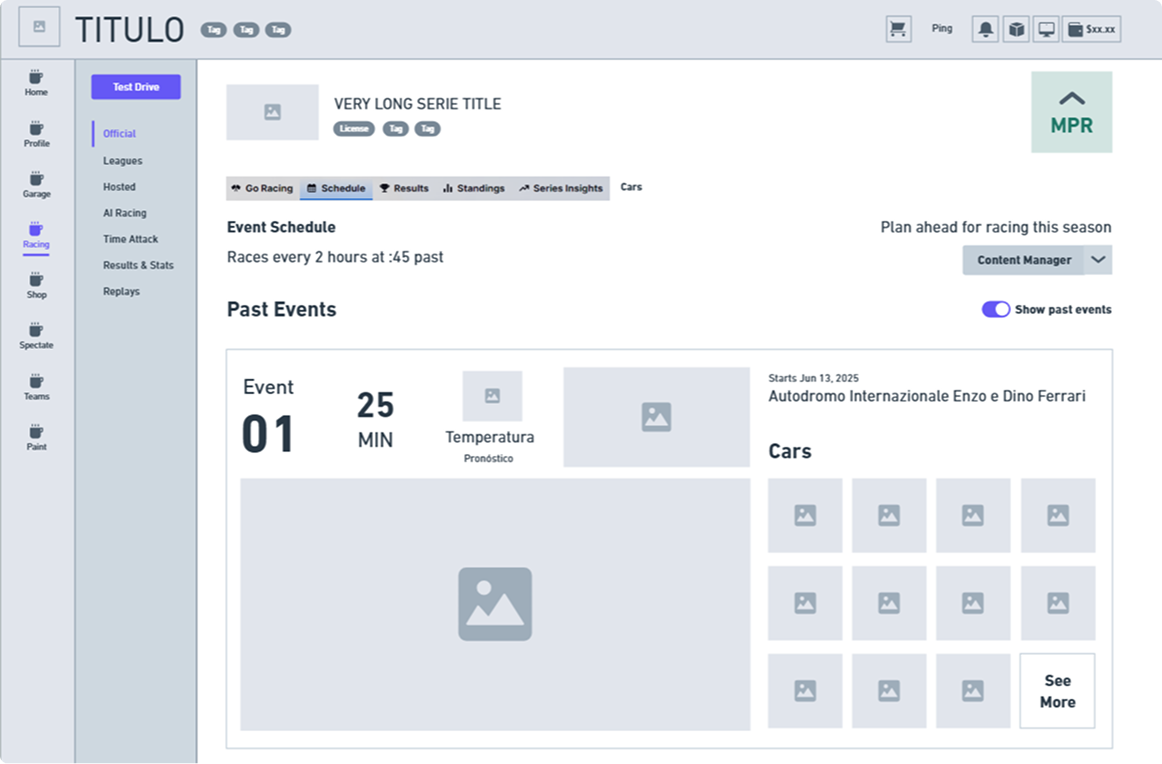 TITULO Tag Tag Tag
Ping $xx.xx
Home
Profile
Garage
Racing
Shop
Spectate
Teams
Paint
Test Drive
Official
Leagues
Hosted
AI Racing
Time Attack
Results & Stats
Replays
VERY LONG SERIE TITLE
License Tag Tag
MPR
Go Racing Schedule Results Standings Series Insights Cars
Event Schedule
Races every 2 hours at :45 past
Plan ahead for racing this season
Content Manager
Past Events
Show past events
Event
01
25
MIN
Temperatura
Pronóstico
Starts Jun 13, 2025
Autodromo Internazionale Enzo e Dino Ferrari
Cars
See
More